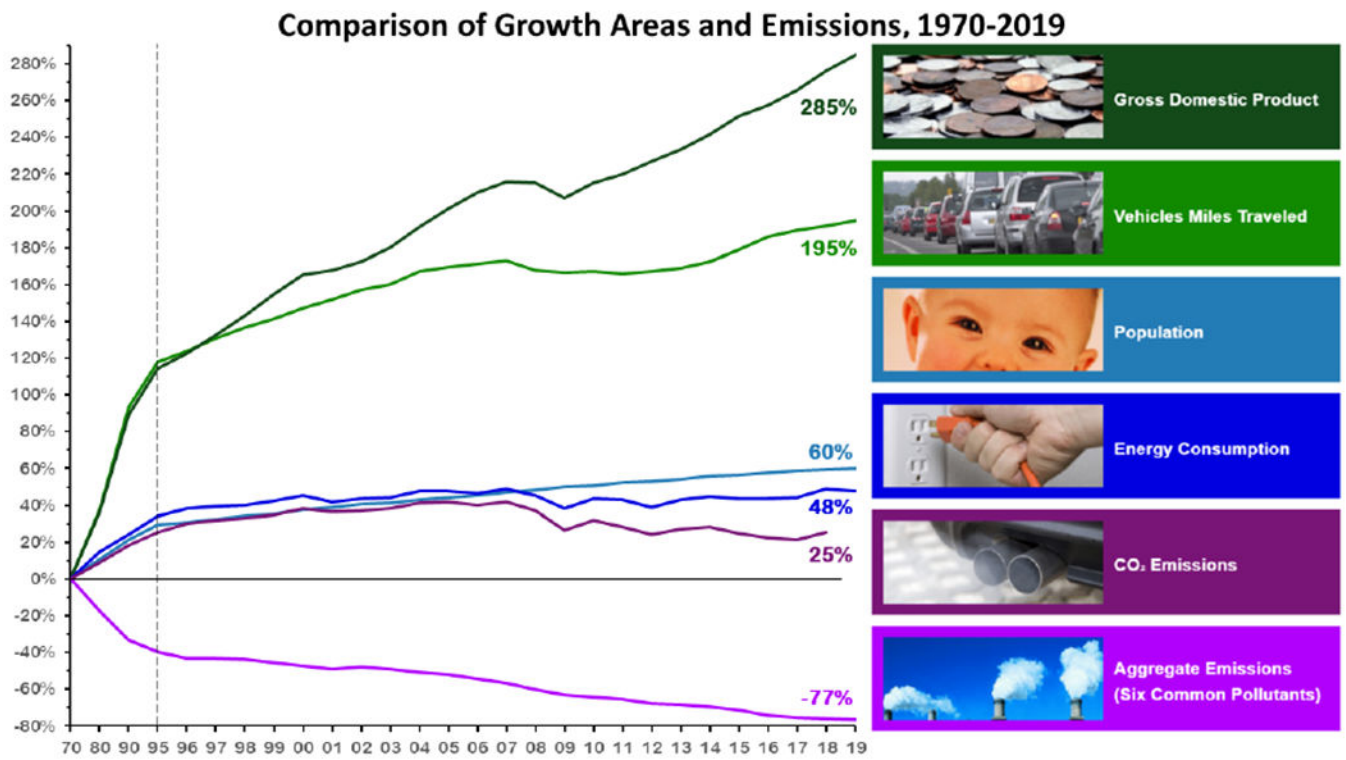 Comparison of Growth Areas and Emissions, 1970-2019
280%
260%
240%
220%
200%
180%
160%
140%
120%
100%
80%
60%
40%
20%
0%
-20%
-40%
-60%
-80%
285%
195%
60%
48%
25%
-77%
70 80 90 95 96 97 98 99 00 01 02 03 04 05 06 07 08 09 10 11 12 13 14 15 16 17 18 19
Gross Domestic Product
Vehicles Miles Traveled
Population
Energy Consumption
CO₂ Emissions
Aggregate Emissions
(Six Common Pollutants)